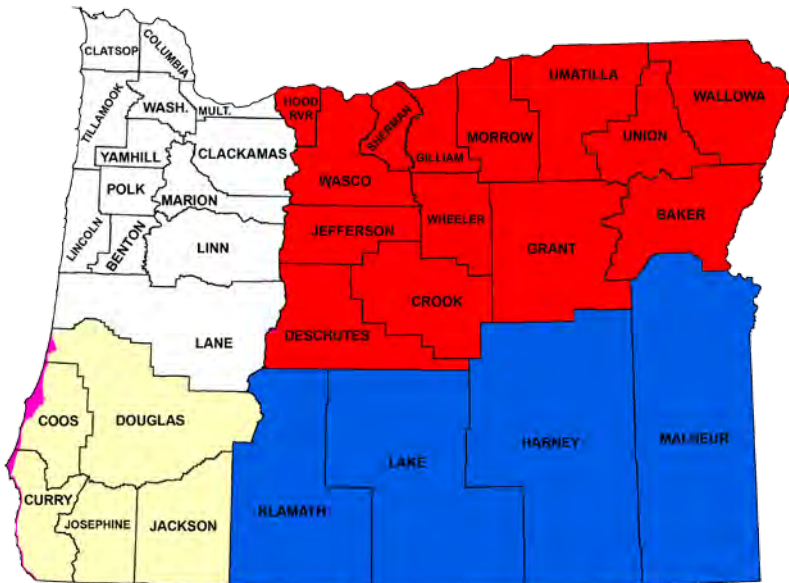 CLATSOP
COLUMBIA
TILLAMOOK
WASH.
MULT.
HOOD
RVR
SHERMAN
GILLIAM
MORROW
UMATILLA
UNION
WALLOWA
YAMHILL
CLACKAMAS
POLK
MARION
WASCO
WHEELER
BAKER
LINCOLN
BENTON
LINN
JEFFERSON
GRANT
LANE
DESCHUTES
CROOK
COOS
DOUGLAS
LAKE
HARNEY
MALHEUR
CURRY
JOSEPHINE
JACKSON
KLAMATH